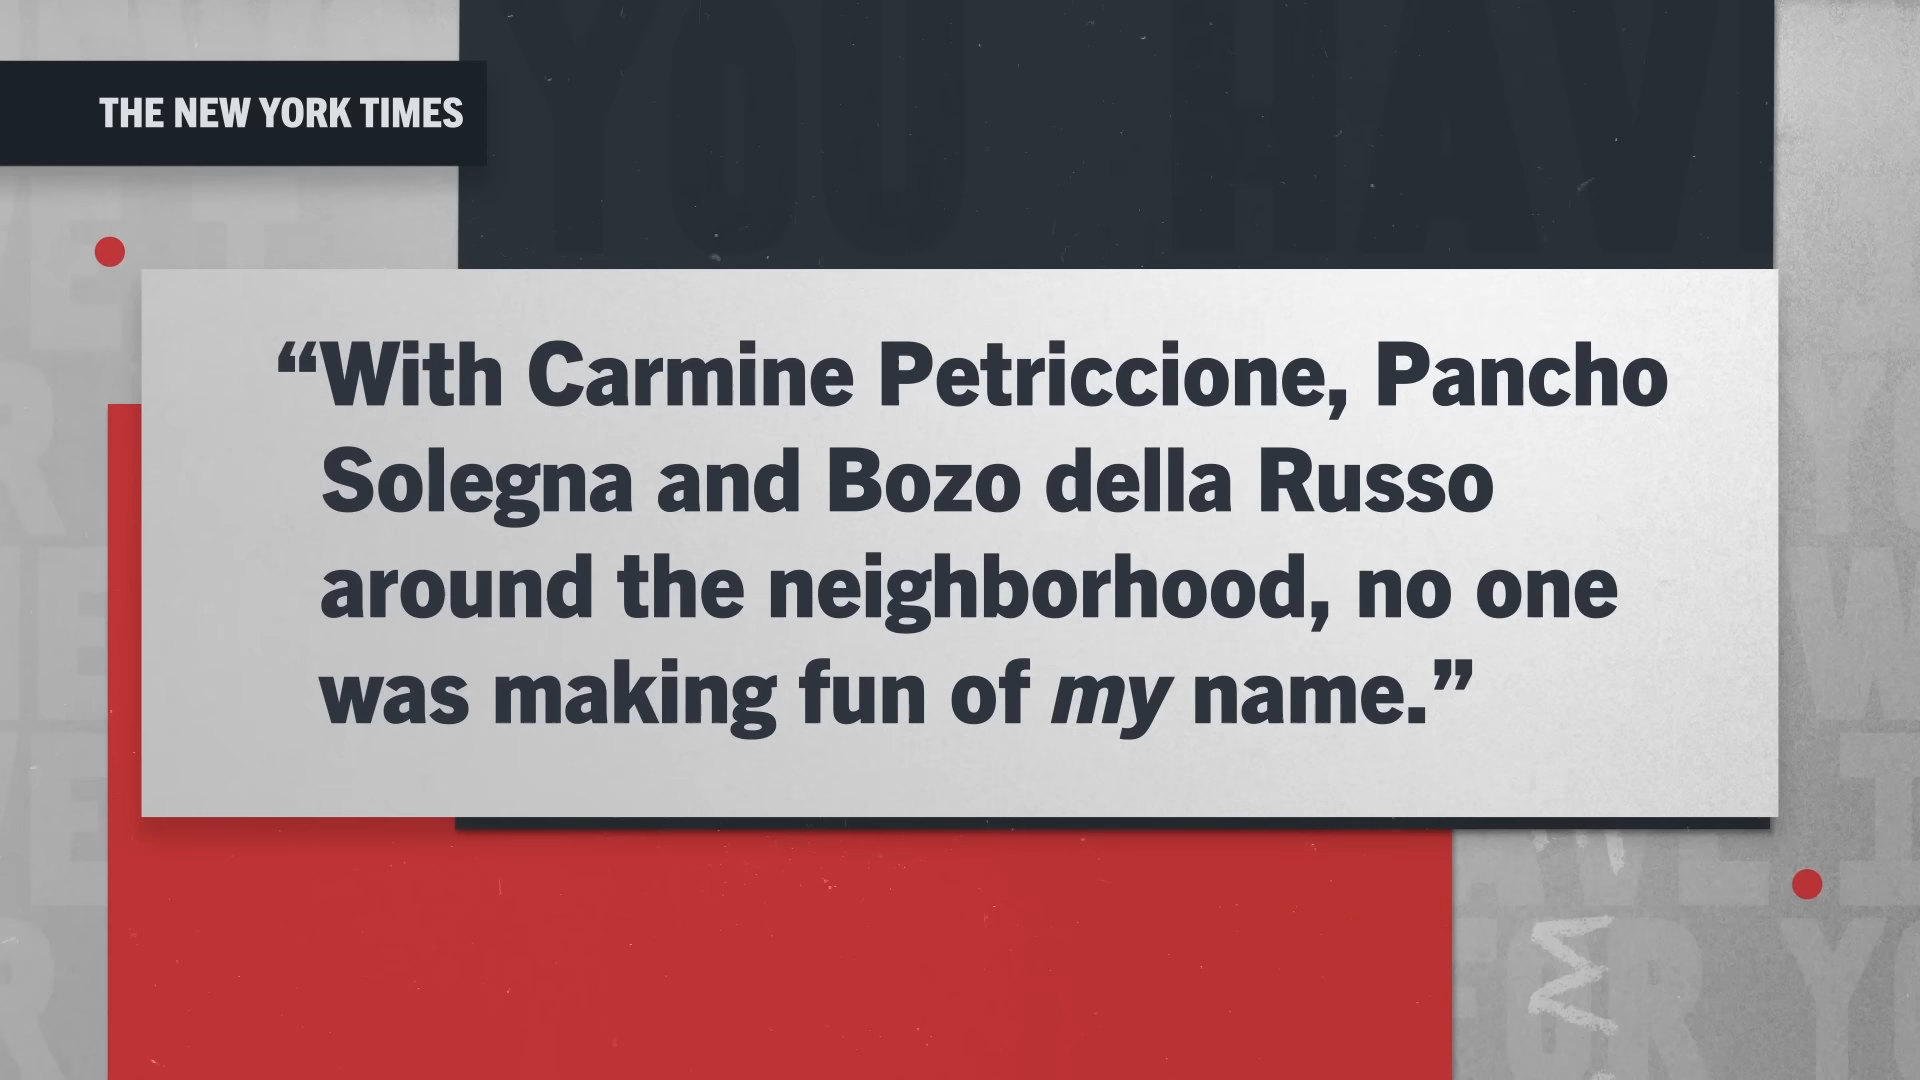 THE NEW YORK TIMES
“With Carmine Petriccione, Pancho
Solegna and Bozo della Russo
around the neighborhood, no one
was making fun of my name.”